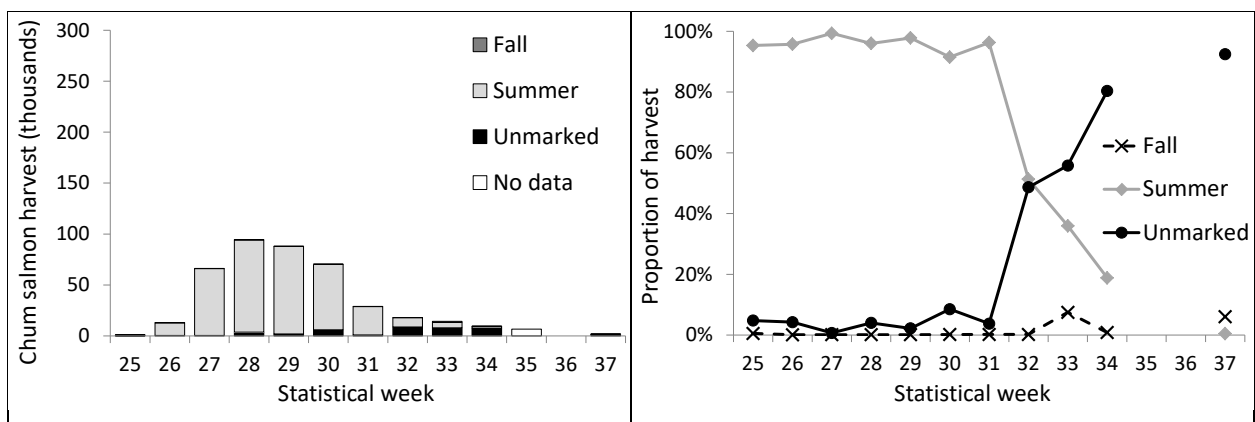 Chum salmon harvest (thousands)
300
250
200
150
100
50
0
Fall
Summer
Unmarked
No data
25 26 27 28 29 30 31 32 33 34 35 36 37
Statistical week
Proportion of harvest
100%
80%
60%
40%
20%
0%
Fall
Summer
Unmarked
25 26 27 28 29 30 31 32 33 34 35 36 37
Statistical week